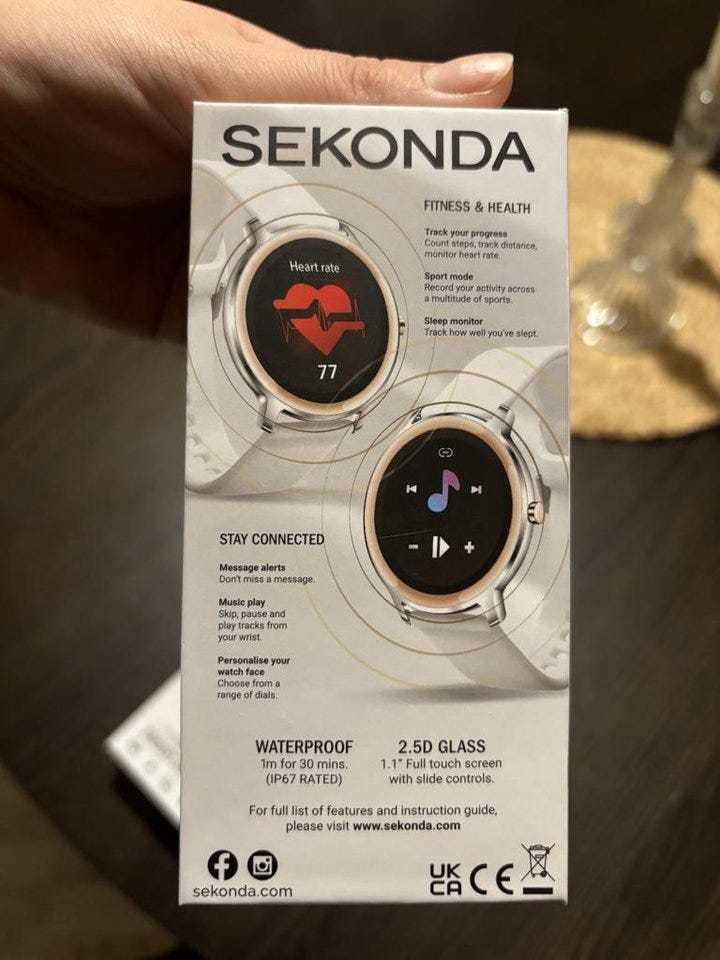 SEKONDA
FITNESS & HEALTH
Track your progress
Count steps, track distance,
monitor heart rate.
Sport mode
Record your activity across
a multitude of sports.
Sleep monitor
Track how well you've slept.
Heart rate
77
STAY CONNECTED
Message alerts
Don't miss a message.
Music play
Skip, pause and
play tracks from
your wrist.
Personalise your
watch face
Choose from a
range of dials.
WATERPROOF
1m for 30 mins.
(IP67 RATED)
2.5D GLASS
1.1" Full touch screen
with slide controls.
For full list of features and instruction guide,
please visit www.sekonda.com
sekonda.com
UK
CA
CE